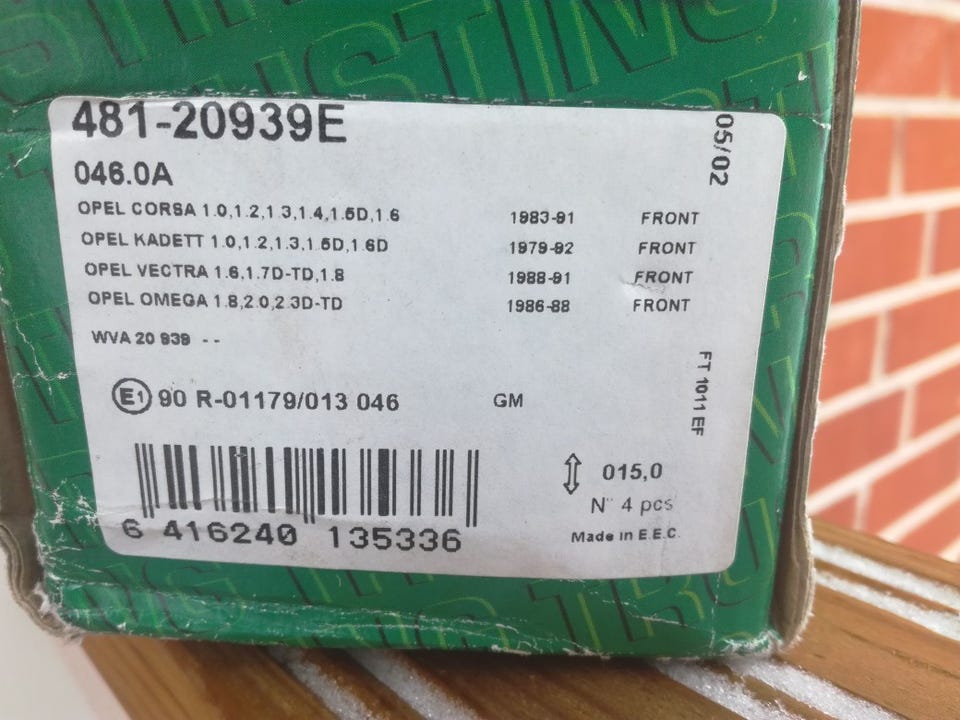 481-20939E
05/02
046.0A
OPEL CORSA 1.0,1.2,1.3,1.4,1.5D,1.6 1983-91 FRONT
OPEL KADETT 1.0,1.2,1.3,1.6D,1.6D 1979-92 FRONT
OPEL VECTRA 1.6,1.7D-TD,1.8 1988-91 FRONT
OPEL OMEGA 1.8,2.0,2.3D-TD 1986-88 FRONT
WVA 20 939 - -
FT 1011 EF
E1 90 R-01179/013 046 GM
015,0
N° 4 pcs
6 416240 135336
Made in E.E.C.